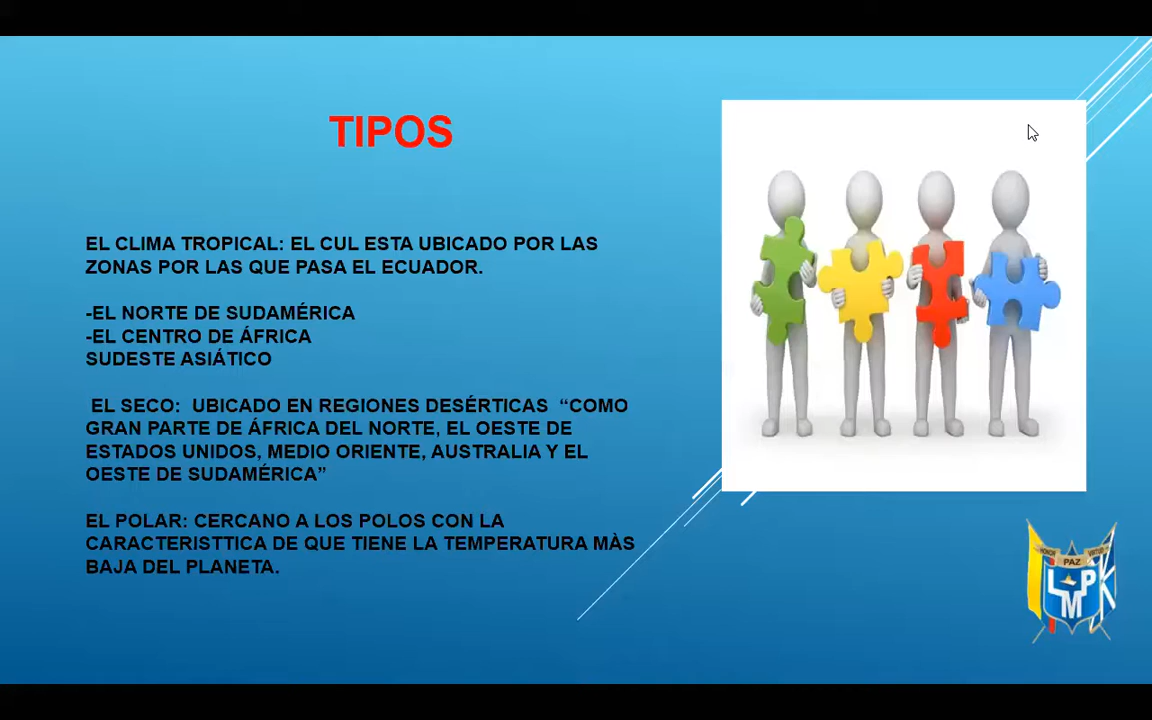 TIPOS
EL CLIMA TROPICAL: EL CUL ESTA UBICADO POR LAS
ZONAS POR LAS QUE PASA EL ECUADOR.
-EL NORTE DE SUDAMÉRICA
-EL CENTRO DE ÁFRICA
SUDESTE ASIÁTICO
EL SECO: UBICADO EN REGIONES DESÉRTICAS “COMO
GRAN PARTE DE ÁFRICA DEL NORTE, EL OESTE DE
ESTADOS UNIDOS, MEDIO ORIENTE, AUSTRALIA Y EL
OESTE DE SUDAMÉRICA”
EL POLAR: CERCANO A LOS POLOS CON LA
CARACTERISTTICA DE QUE TIENE LA TEMPERATURA MÀS
BAJA DEL PLANETA.
HONOR PAZ VIRTUD
L M P K